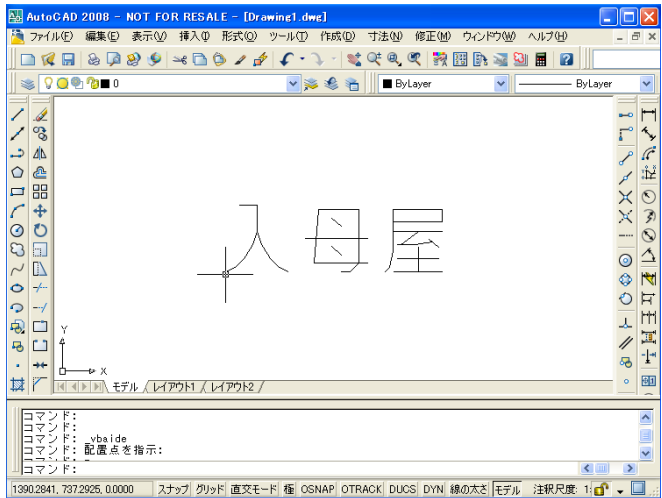 AutoCAD 2008 - NOT FOR RESALE - [Drawing1.dwg]
ファイル(F) 編集(E) 表示(V) 挿入(I) 形式(O) ツール(T) 作成(D) 寸法(N) 修正(M) ウィンドウ(W) ヘルプ(H)
0 ByLayer ByLayer
入母屋
Y
X
モデル レイアウト1 レイアウト2
コマンド:
コマンド:
コマンド: _vbaide
コマンド: 配置点を指示:
コマンド:
1390.2841, 737.2925, 0.0000 スナップ グリッド 直交モード 極 OSNAP OTRACK DUCS DYN 線の太さ モデル 注釈尺度: 1: